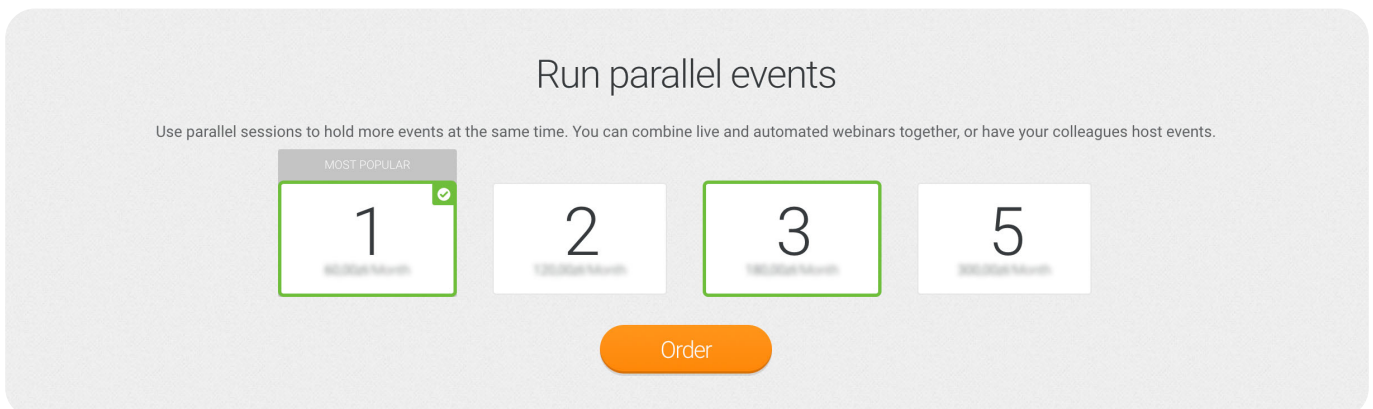 Run parallel events
Use parallel sessions to hold more events at the same time. You can combine live and automated webinars together, or have your colleagues host events.
MOST POPULAR
1
2
3
5
Order